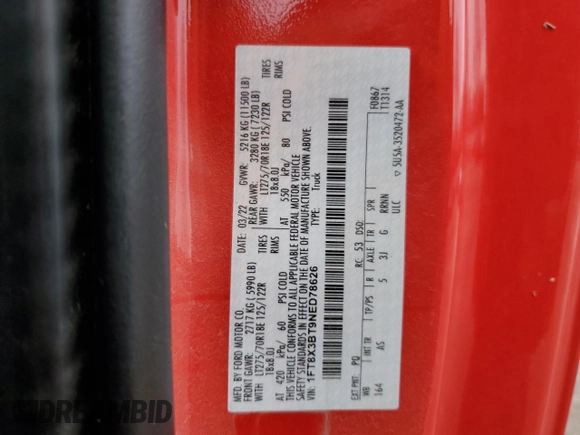 MFD. BY FORD MOTOR CO.
DATE: 03/22 GVWR: 5216 KG (11500 LB)
FRONT GAWR: 2717 KG (5990 LB) REAR GAWR: 3280 KG (7230 LB)
WITH LT275/70R18E 125/122R TIRES WITH LT275/70R18E 125/122R TIRES
18x8.0J RIMS 18x8.0J RIMS
AT 420 kPa/ 60 PSI COLD AT 550 kPa/ 80 PSI COLD
THIS VEHICLE CONFORMS TO ALL APPLICABLE FEDERAL MOTOR VEHICLE
SAFETY STANDARDS IN EFFECT ON THE DATE OF MANUFACTURE SHOWN ABOVE.
VIN: 1FT8X3BT9NED78626
TYPE: Truck
F0867
T1314
EXT PNT: PQ RC: 53 DSO:
WB INT TR TP/PS R AXLE TR SPR
164 AS 5 3J G RRNN
ULC
5U5A-3520472-AA
SIDREAMBID